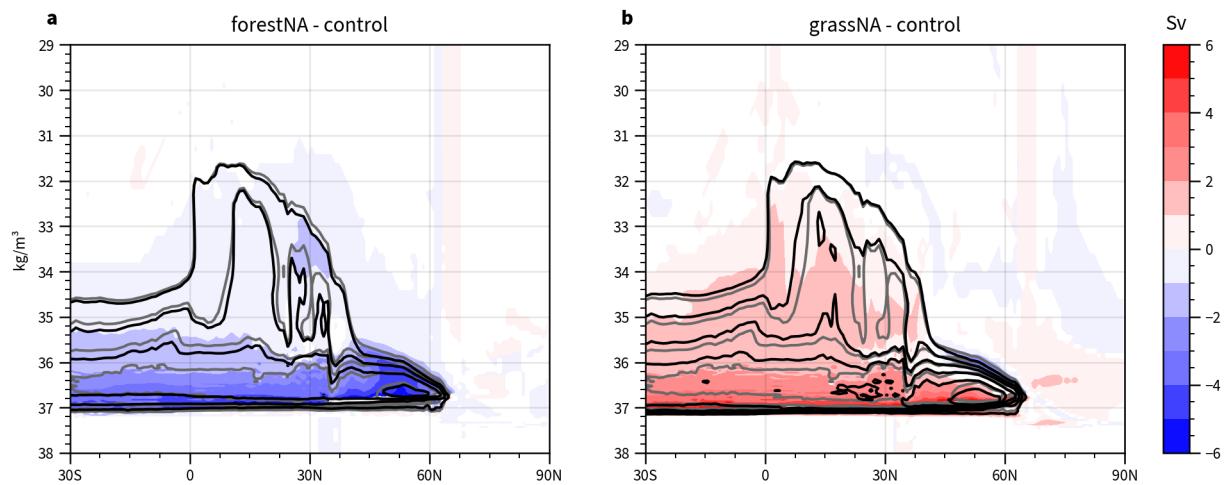 a
forestNA - control
b
grassNA - control
Sv
29
30
31
32
33
34
35
36
37
38
kg/m³
30S
0
30N
60N
90N
29
30
31
32
33
34
35
36
37
38
30S
0
30N
60N
90N
6
4
2
0
−2
−4
−6